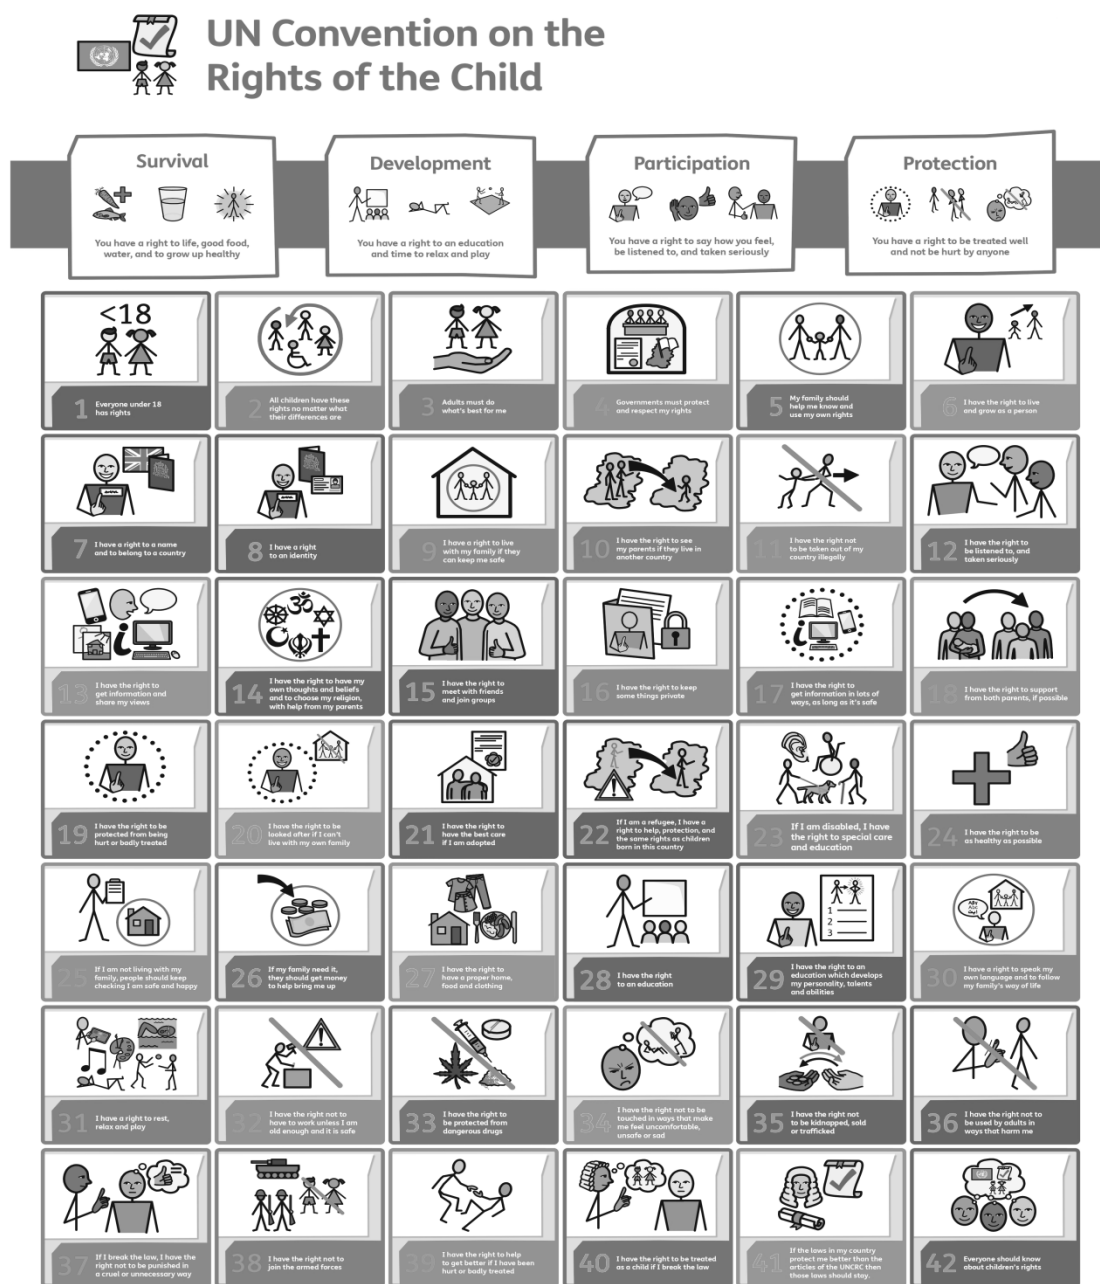 UN Convention on the
Rights of the Child
Survival
You have a right to life, good food,
water, and to grow up healthy
Development
You have a right to an education
and time to relax and play
Participation
You have a right to say how you feel,
be listened to, and taken seriously
Protection
You have a right to be treated well
and not be hurt by anyone
<18
1
Everyone under 18
has rights
2
All children have these
rights no matter what
their differences are
3
Adults must do
what's best for me
4
Governments must protect
and respect my rights
5
My family should
help me know and
use my own rights
6
I have the right to live
and grow as a person
7
I have a right to a name
and to belong to a country
8
I have a right
to an identity
9
I have a right to live
with my family if they
can keep me safe
10
I have the right to see
my parents if they live in
another country
11
I have the right not
to be taken out of my
country illegally
12
I have the right to
be listened to, and
taken seriously
13
I have the right to
get information and
share my views
14
I have the right to have my
own thoughts and beliefs
and to choose my religion,
with help from my parents
15
I have the right to
meet with friends
and join groups
16
I have the right to keep
some things private
17
I have the right to
get information in lots of
ways, as long as it's safe
18
I have the right to support
from both parents, if possible
19
I have the right to be
protected from being
hurt or badly treated
20
I have the right to be
looked after if I can't
live with my own family
21
I have the right to
have the best care
if I am adopted
22
If I am a refugee, I have a
right to help, protection, and
the same rights as children
born in this country
23
If I am disabled, I have
the right to special care
and education
24
I have the right to be
as healthy as possible
25
If I am not living with my
family, people should keep
checking I am safe and happy
26
If my family need it,
they should get money
to help bring me up
27
I have the right to
have a proper home,
food and clothing
28
I have the right
to an education
1
2
3
29
I have the right to an
education which develops
my personality, talents
and abilities
30
I have a right to speak my
own language and to follow
my family's way of life
31
I have a right to rest,
relax and play
32
I have the right not to
have to work unless I am
old enough and it is safe
33
I have the right to
be protected from
dangerous drugs
34
I have the right not to be
touched in ways that make
me feel uncomfortable,
unsafe or sad
35
I have the right not
to be kidnapped, sold
or trafficked
36
I have the right not to
be used by adults in
ways that harm me
37
If I break the law, I have the
right not to be punished in
a cruel or unnecessary way
38
I have the right not to
join the armed forces
39
I have the right to help
to get better if I have been
hurt or badly treated
40
I have the right to be treated
as a child if I break the law
41
If the laws in my country
protect me better than the
articles of the UNCRC then
those laws should stay.
42
Everyone should know
about children's rights